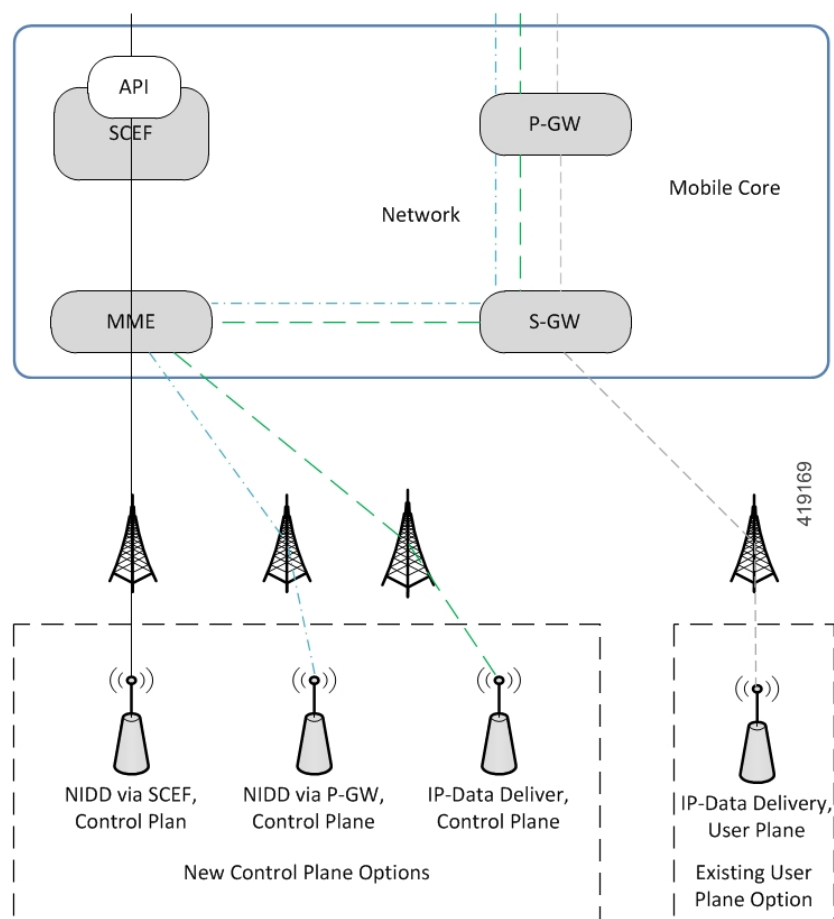 API
SCEF
P-GW
Mobile Core
Network
MME
S-GW
419169
NIDD via SCEF,
Control Plan
NIDD via P-GW,
Control Plane
IP-Data Deliver,
Control Plane
IP-Data Delivery,
User Plane
New Control Plane Options
Existing User
Plane Option